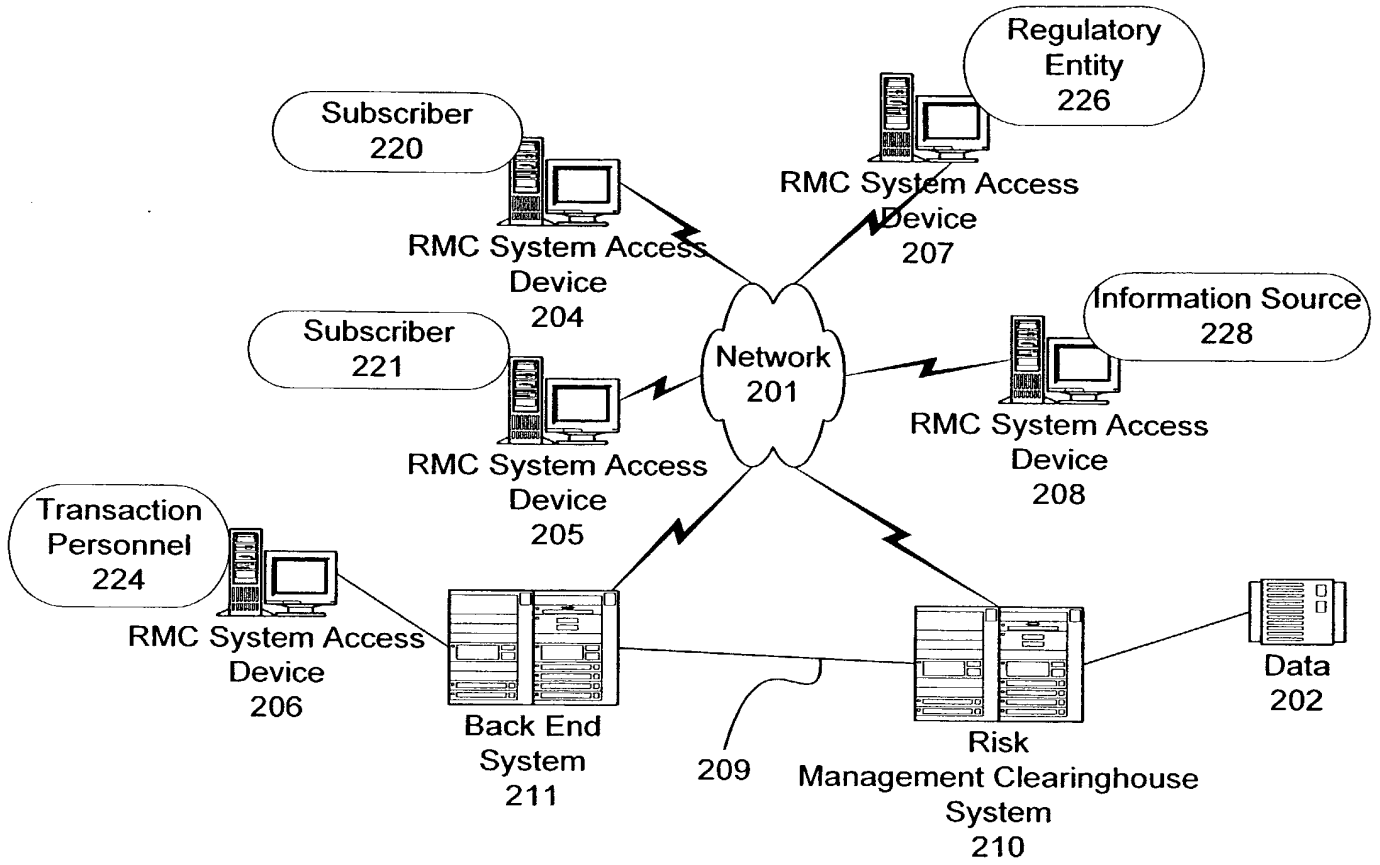 Regulatory
Entity
226
Subscriber
220
RMC System Access
Device
207
RMC System Access
Device
204
Information Source
228
Subscriber
221
Network
201
RMC System Access
Device
208
RMC System Access
Device
205
Transaction
Personnel
224
RMC System Access
Device
206
Back End
System
211
209
Risk
Management Clearinghouse
System
210
Data
202